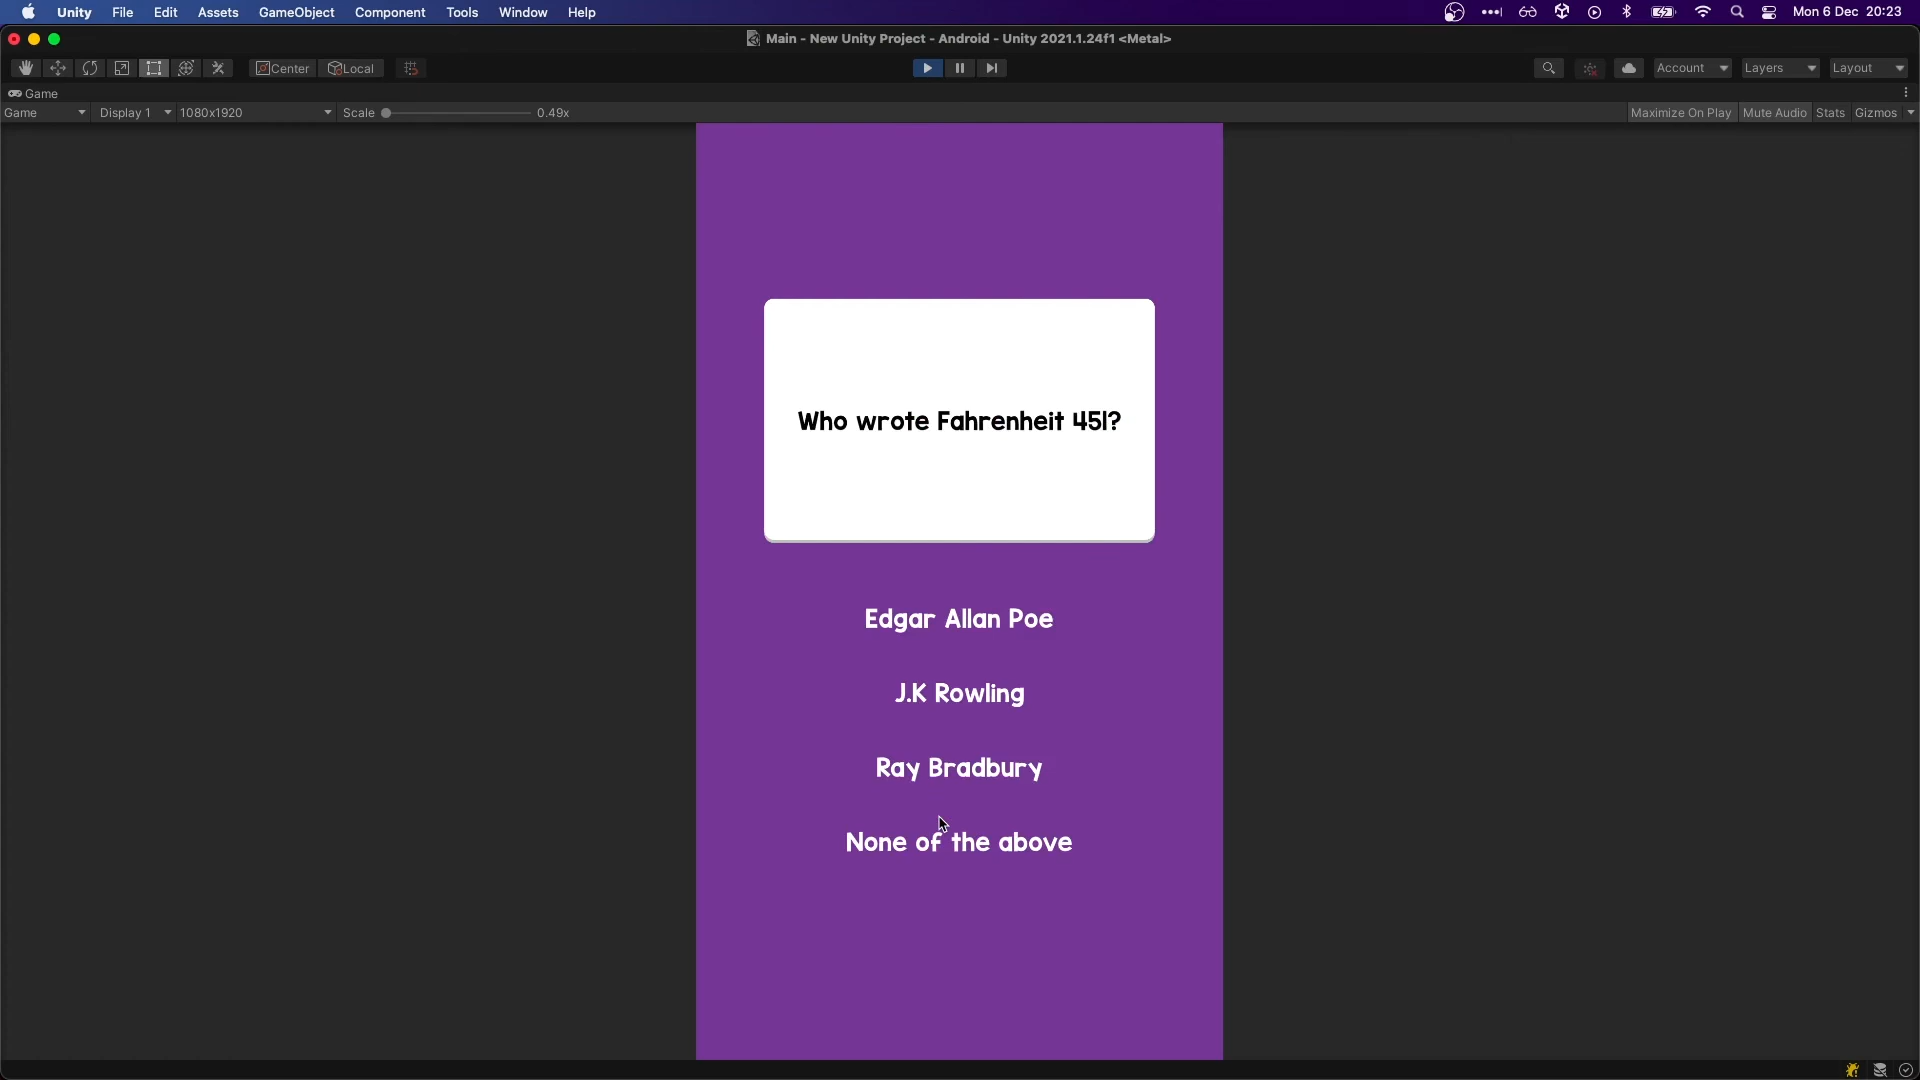 Unity File Edit Assets GameObject Component Tools Window Help Mon 6 Dec 20:23
Main - New Unity Project - Android - Unity 2021.1.24f1 <Metal>
Center Local Account Layers Layout
Game
Game Display 1 1080x1920 Scale 0.49x Maximize On Play Mute Audio Stats Gizmos
Who wrote Fahrenheit 451?
Edgar Allan Poe
J.K Rowling
Ray Bradbury
None of the above